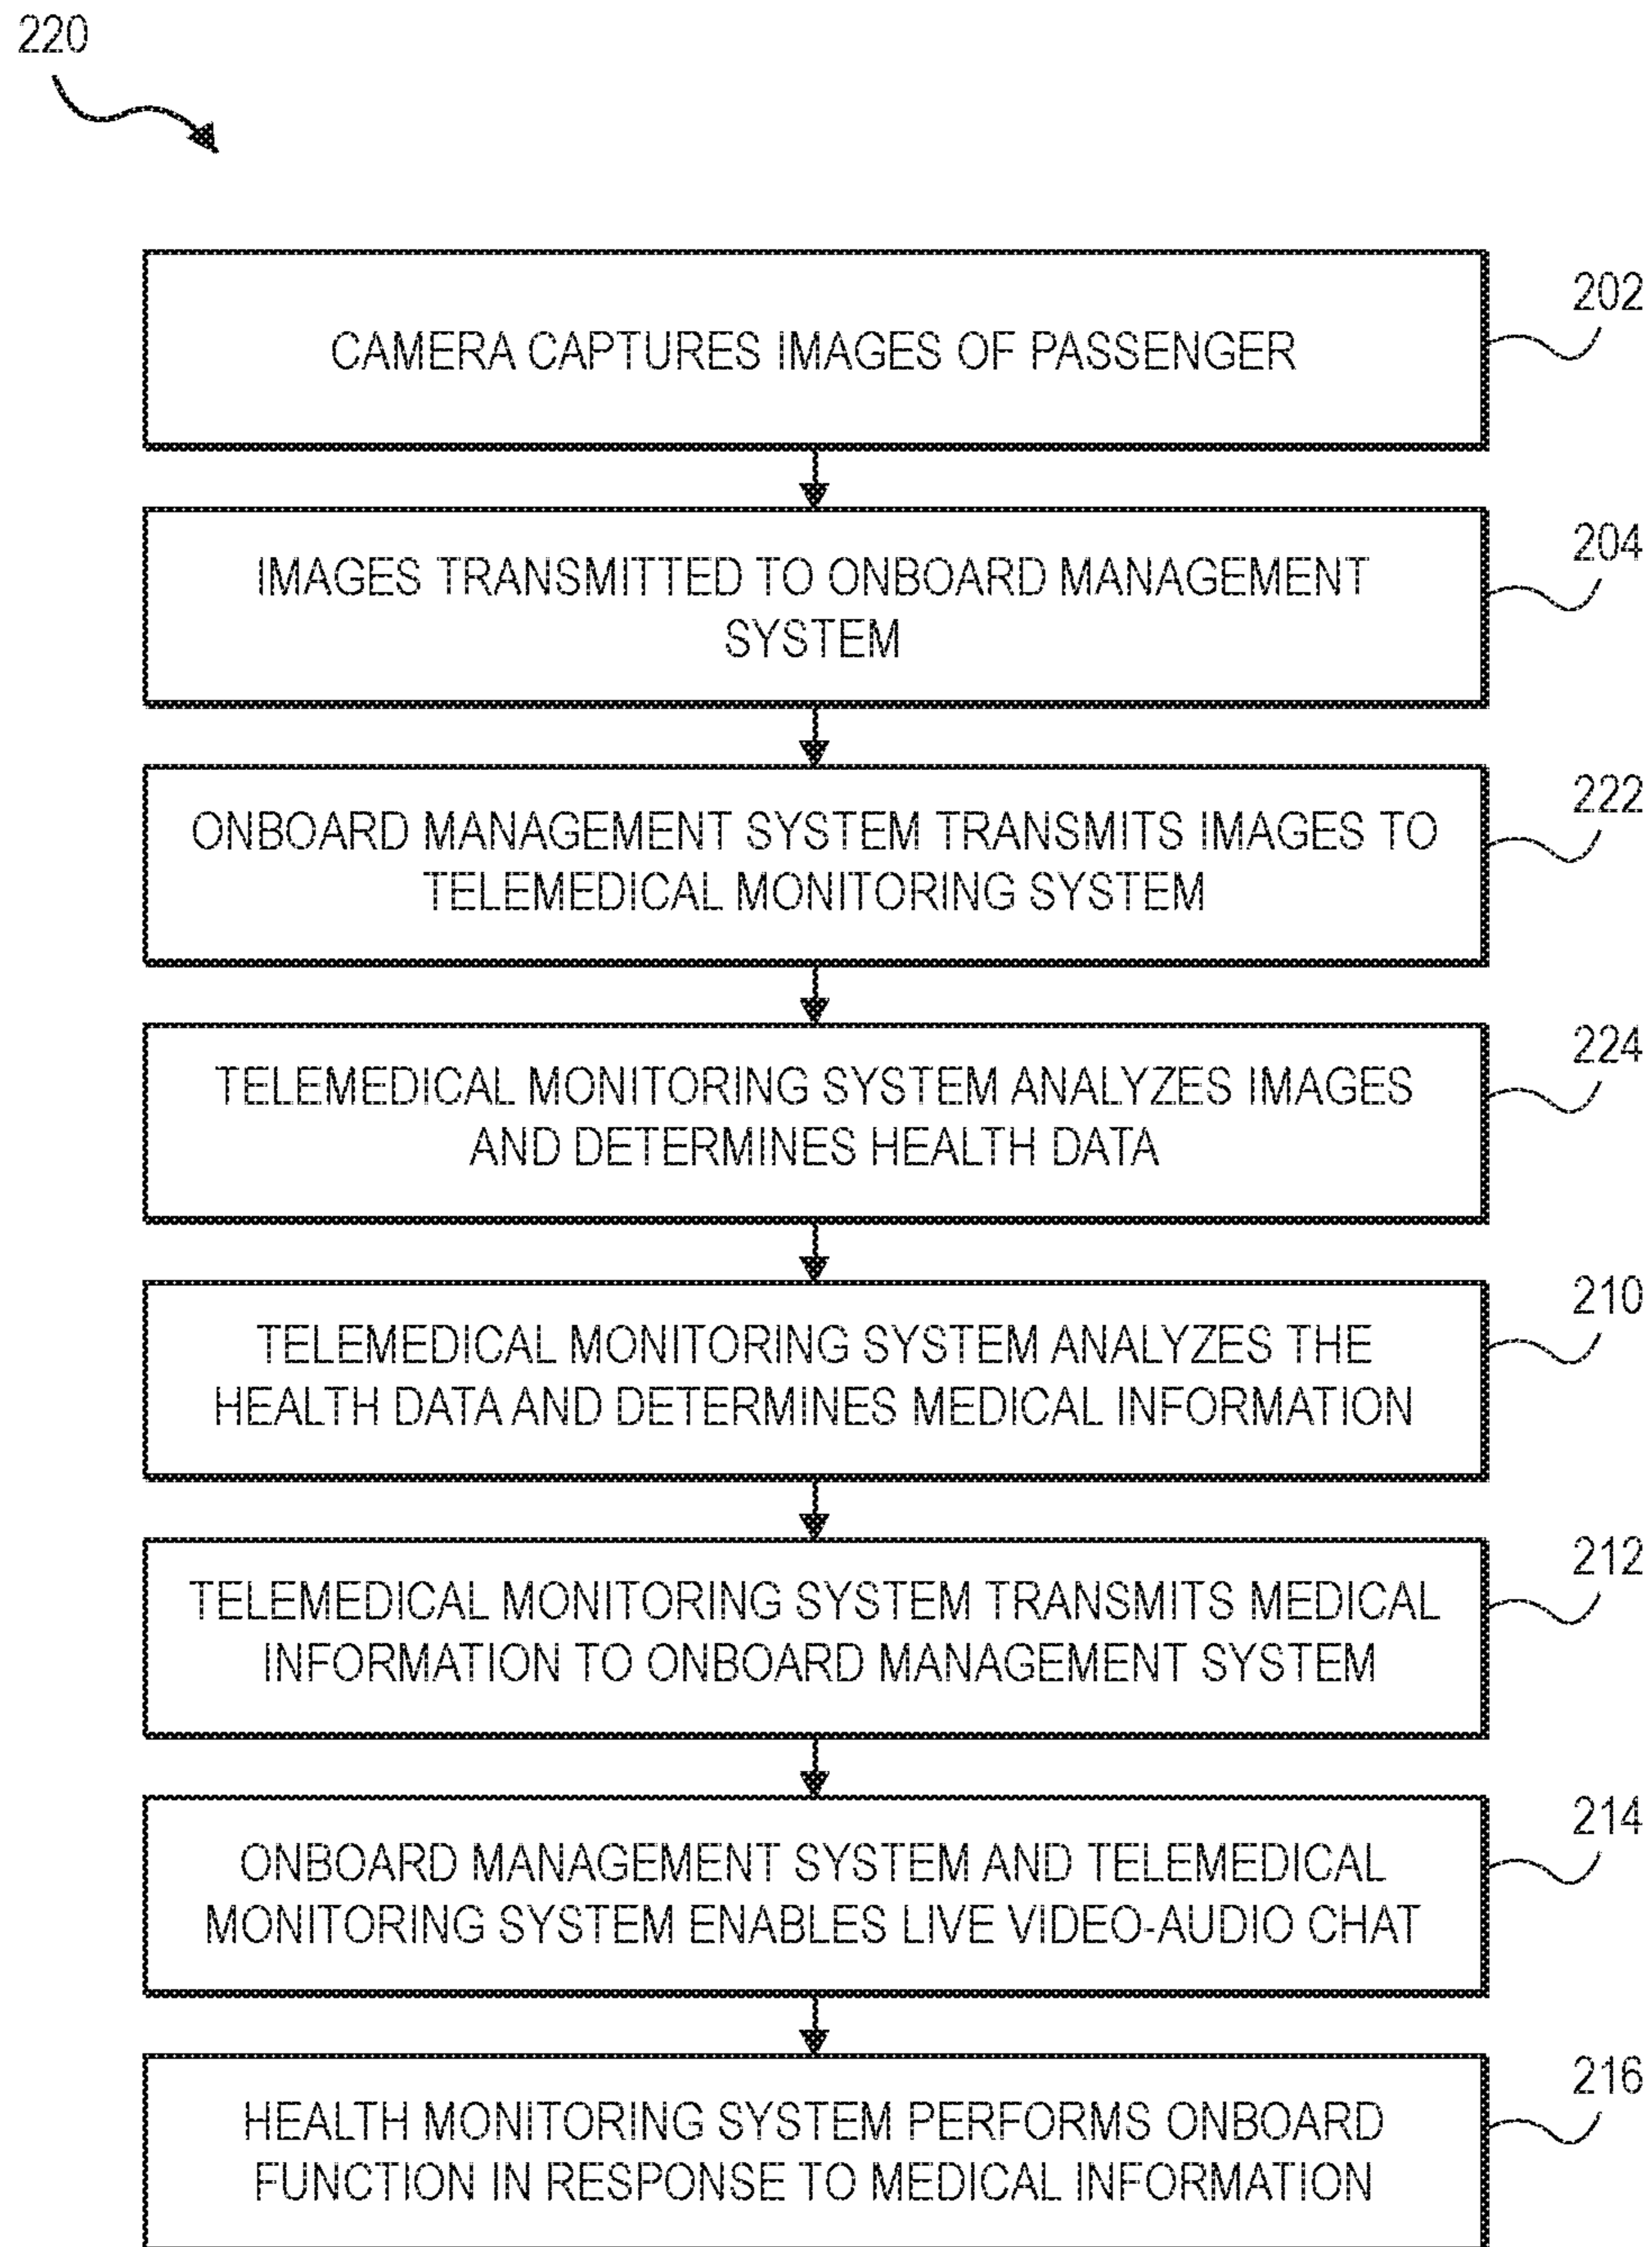 220
CAMERA CAPTURES IMAGES OF PASSENGER
202
IMAGES TRANSMITTED TO ONBOARD MANAGEMENT
SYSTEM
204
ONBOARD MANAGEMENT SYSTEM TRANSMITS IMAGES TO
TELEMEDICAL MONITORING SYSTEM
222
TELEMEDICAL MONITORING SYSTEM ANALYZES IMAGES
AND DETERMINES HEALTH DATA
224
TELEMEDICAL MONITORING SYSTEM ANALYZES THE
HEALTH DATA AND DETERMINES MEDICAL INFORMATION
210
TELEMEDICAL MONITORING SYSTEM TRANSMITS MEDICAL
INFORMATION TO ONBOARD MANAGEMENT SYSTEM
212
ONBOARD MANAGEMENT SYSTEM AND TELEMEDICAL
MONITORING SYSTEM ENABLES LIVE VIDEO-AUDIO CHAT
214
HEALTH MONITORING SYSTEM PERFORMS ONBOARD
FUNCTION IN RESPONSE TO MEDICAL INFORMATION
216